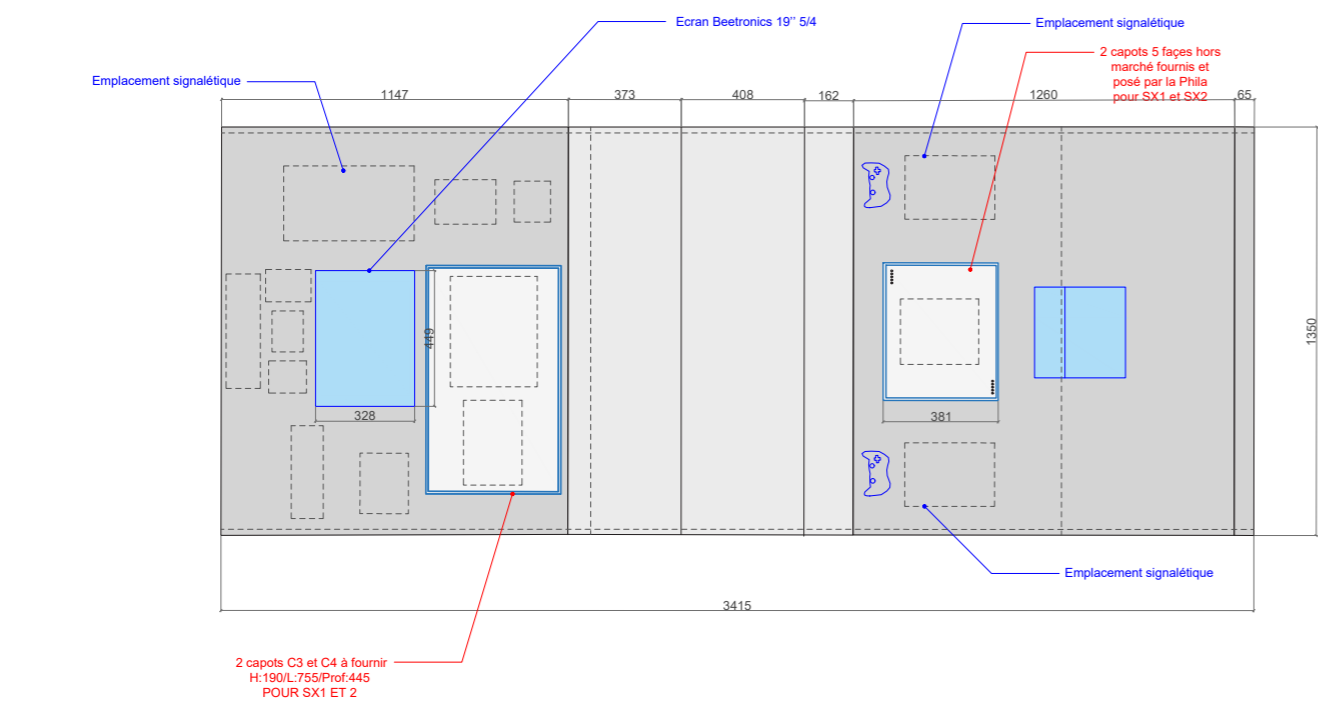 Ecran Beetronics 19'' 5/4
Emplacement signalétique
2 capots 5 façes hors
marché fournis et
posé par la Phila
pour SX1 et SX2
Emplacement signalétique
1147
373
408
162
1260
65
449
1350
328
381
Emplacement signalétique
3415
2 capots C3 et C4 à fournir
H:190/L:755/Prof:445
POUR SX1 ET 2